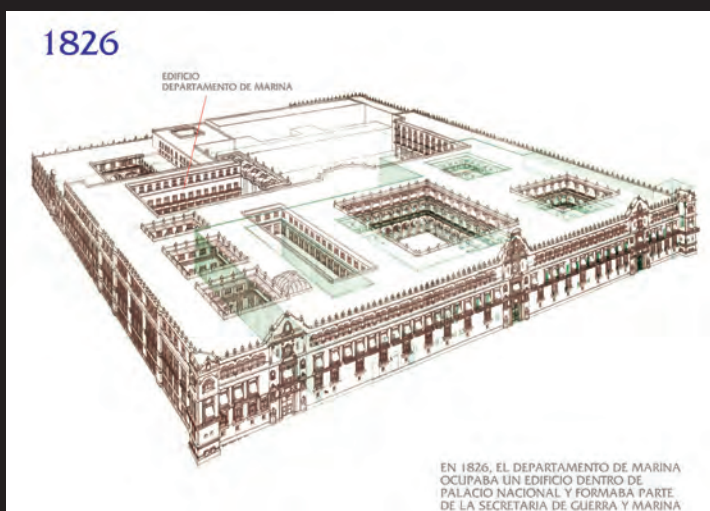 1826
EDIFICIO
DEPARTAMENTO DE MARINA
EN 1826, EL DEPARTAMENTO DE MARINA
OCUPABA UN EDIFICIO DENTRO DE
PALACIO NACIONAL Y FORMABA PARTE
DE LA SECRETARIA DE GUERRA Y MARINA